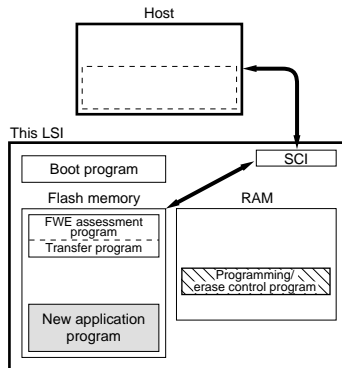 Host
This LSI
Boot program
SCI
Flash memory
RAM
FWE assessment
program
Transfer program
Programming/
erase control program
New application
program